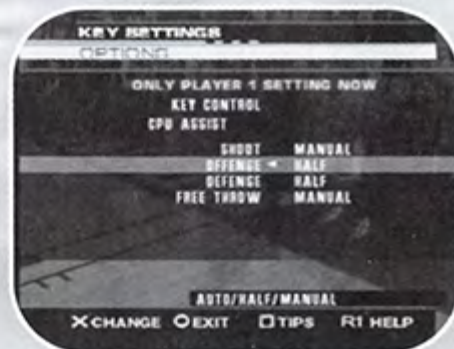 KEY SETTINGS
OPTIONS
ONLY PLAYER 1 SETTING NOW
KEY CONTROL
CPU ASSIST
SHOOT MANUAL
OFFENSE HALF
DEFENSE HALF
FREE THROW MANUAL
AUTO/HALF/MANUAL
X CHANGE O EXIT □ TIPS R1 HELP